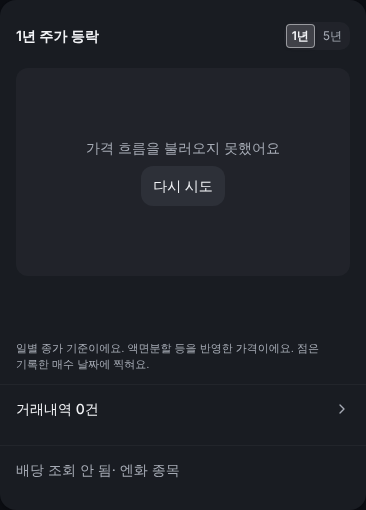 1년 주가 등락
1년 5년
가격 흐름을 불러오지 못했어요
다시 시도
일별 종가 기준이에요. 액면분할 등을 반영한 가격이에요. 점은
기록한 매수 날짜에 찍혀요.
거래내역 0건
배당 조회 안 됨· 엔화 종목